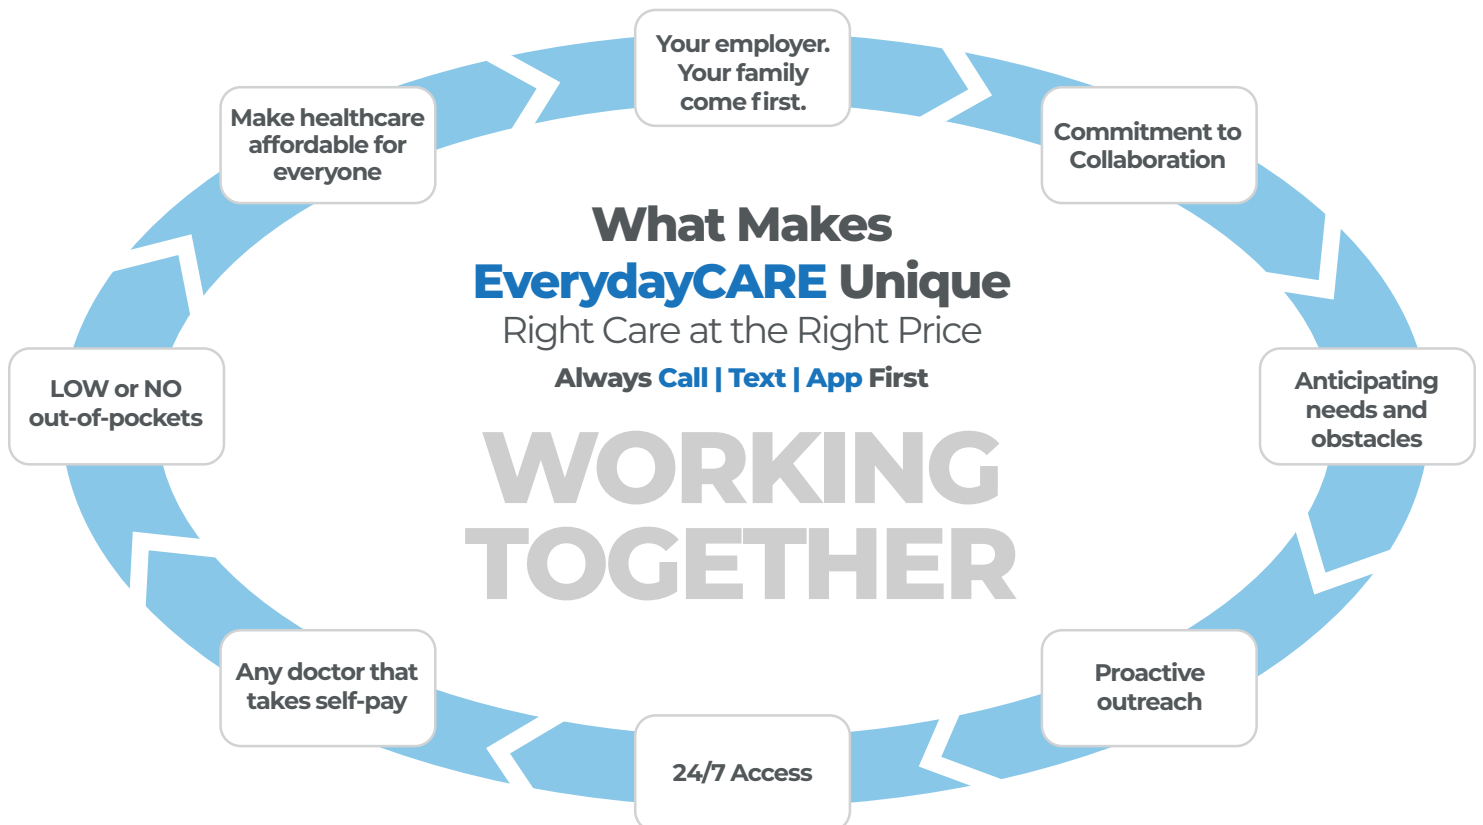 Your employer.
Your family
come first.
Make healthcare
affordable for
everyone
Commitment to
Collaboration
What Makes
EverydayCARE Unique
Right Care at the Right Price
Always Call | Text | App First
LOW or NO
out-of-pockets
Anticipating
needs and
obstacles
WORKING
TOGETHER
Any doctor that
takes self-pay
Proactive
outreach
24/7 Access